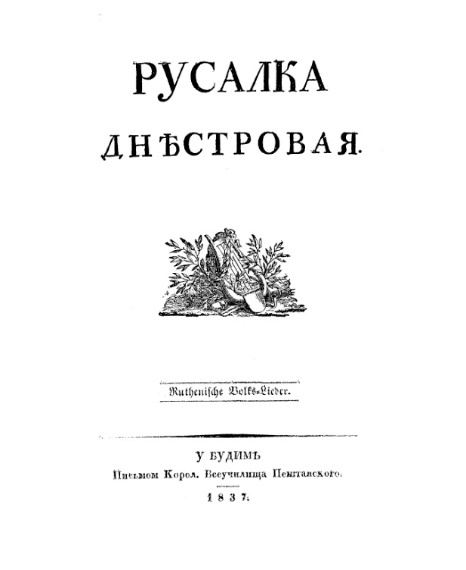 РУСАЛКА
ДНѢСТРОВАЯ.
Ruthenische Volks=Lieder.
У БУДИМѢ
Письмом Корол. Всеучилища Пештанского.
1837.